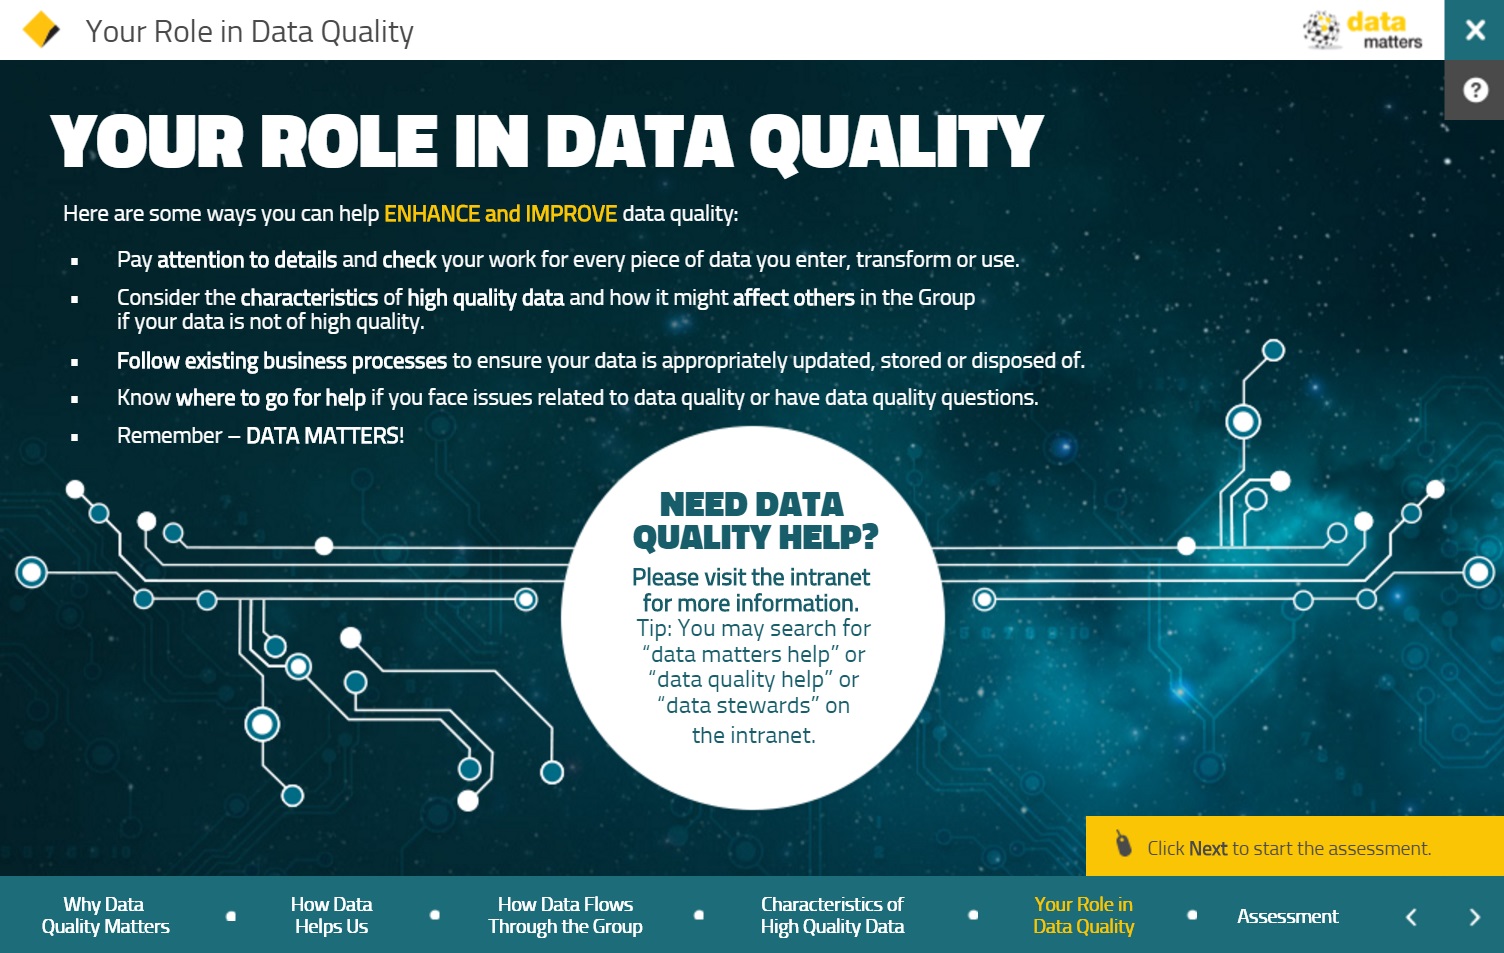 Your Role in Data Quality
data
matters
YOUR ROLE IN DATA QUALITY
Here are some ways you can help ENHANCE and IMPROVE data quality:
▪ Pay attention to details and check your work for every piece of data you enter, transform or use.
▪ Consider the characteristics of high quality data and how it might affect others in the Group
if your data is not of high quality.
▪ Follow existing business processes to ensure your data is appropriately updated, stored or disposed of.
▪ Know where to go for help if you face issues related to data quality or have data quality questions.
▪ Remember – DATA MATTERS!
NEED DATA
QUALITY HELP?
Please visit the intranet
for more information.
Tip: You may search for
“data matters help” or
“data quality help” or
“data stewards” on
the intranet.
Click Next to start the assessment.
Why Data
Quality Matters
How Data
Helps Us
How Data Flows
Through the Group
Characteristics of
High Quality Data
Your Role in
Data Quality
Assessment